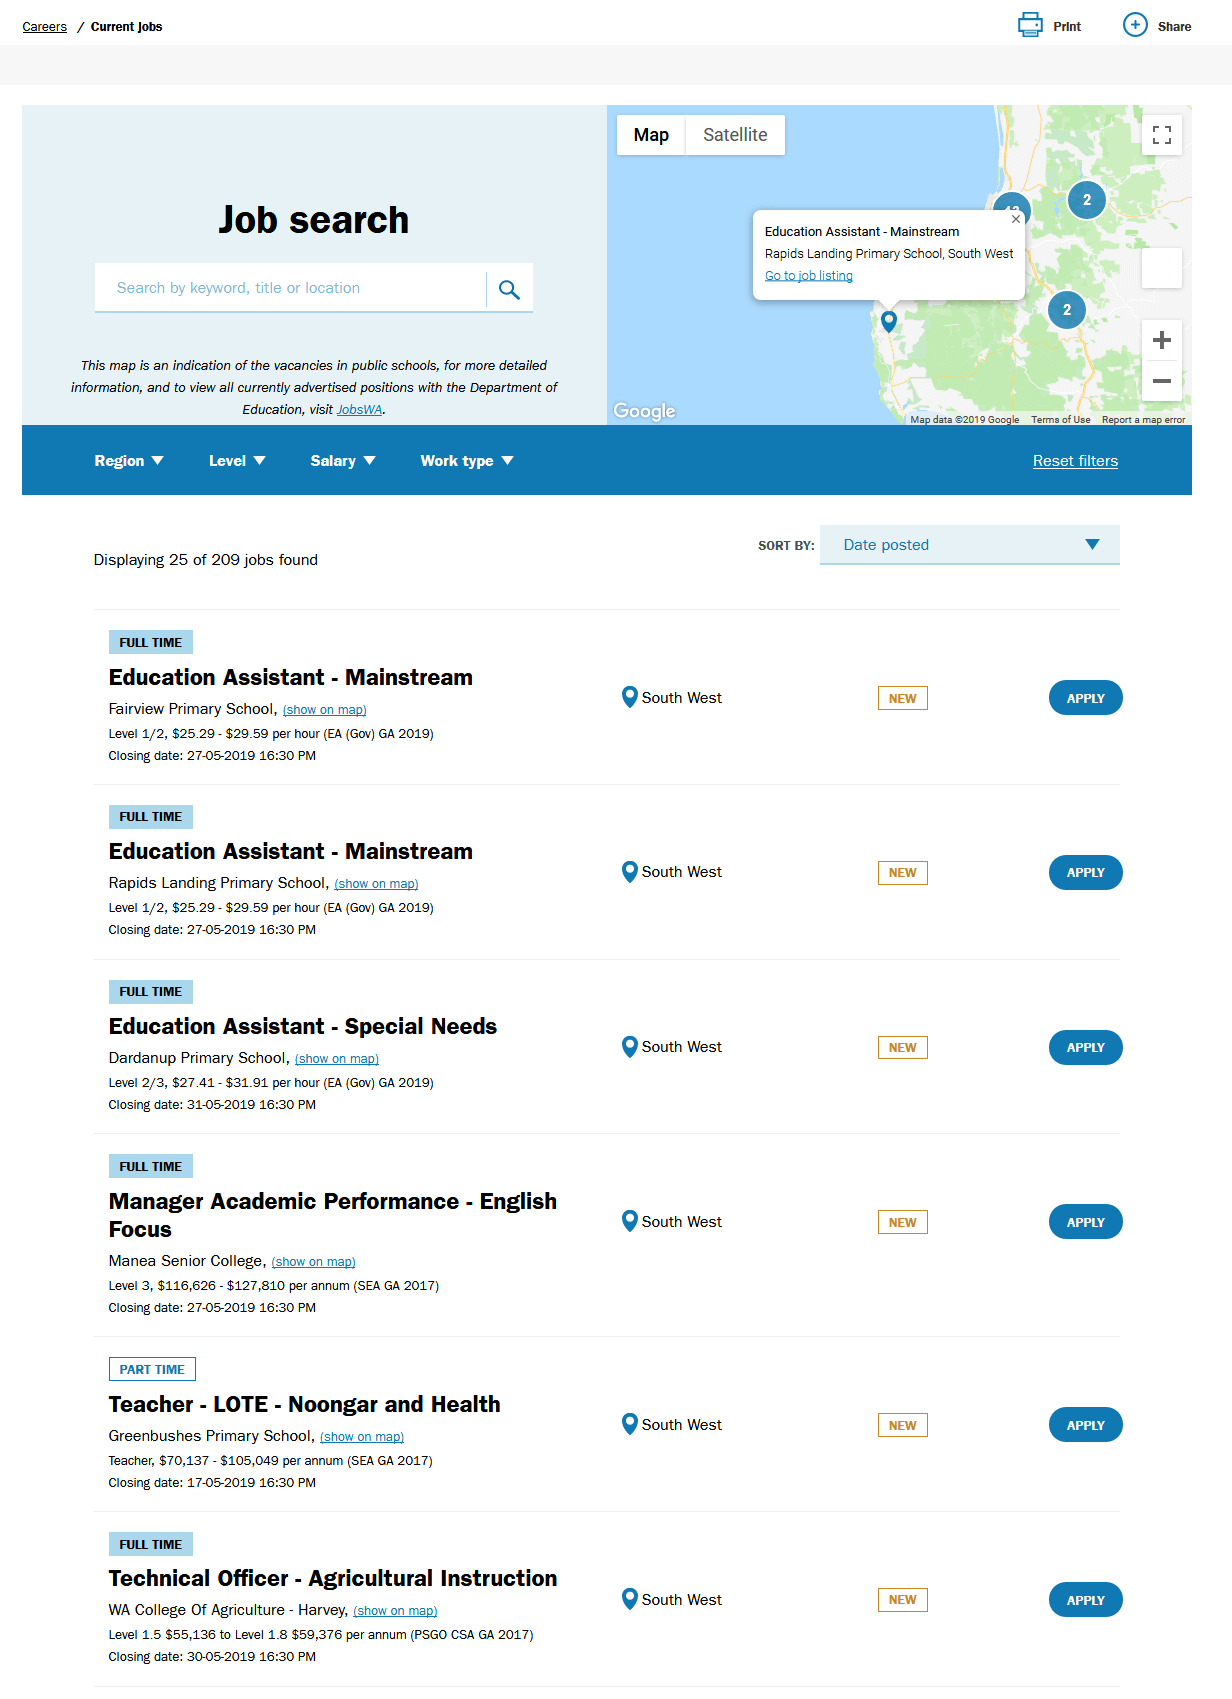 Careers / Current Jobs
Print
Share
Job search
Search by keyword, title or location
This map is an indication of the vacancies in public schools, for more detailed
information, and to view all currently advertised positions with the Department of
Education, visit JobsWA.
Map
Satellite
2
Education Assistant - Mainstream
Rapids Landing Primary School, South West
Go to job listing
2
Google
Map data ©2019 Google
Terms of Use
Report a map error
Region
Level
Salary
Work type
Reset filters
Displaying 25 of 209 jobs found
SORT BY:
Date posted
FULL TIME
Education Assistant - Mainstream
Fairview Primary School, (show on map)
Level 1/2, $25.29 - $29.59 per hour (EA (Gov) GA 2019)
Closing date: 27-05-2019 16:30 PM
South West
NEW
APPLY
FULL TIME
Education Assistant - Mainstream
Rapids Landing Primary School, (show on map)
Level 1/2, $25.29 - $29.59 per hour (EA (Gov) GA 2019)
Closing date: 27-05-2019 16:30 PM
South West
NEW
APPLY
FULL TIME
Education Assistant - Special Needs
Dardanup Primary School, (show on map)
Level 2/3, $27.41 - $31.91 per hour (EA (Gov) GA 2019)
Closing date: 31-05-2019 16:30 PM
South West
NEW
APPLY
FULL TIME
Manager Academic Performance - English
Focus
Manea Senior College, (show on map)
Level 3, $116,626 - $127,810 per annum (SEA GA 2017)
Closing date: 27-05-2019 16:30 PM
South West
NEW
APPLY
PART TIME
Teacher - LOTE - Noongar and Health
Greenbushes Primary School, (show on map)
Teacher, $70,137 - $105,049 per annum (SEA GA 2017)
Closing date: 17-05-2019 16:30 PM
South West
NEW
APPLY
FULL TIME
Technical Officer - Agricultural Instruction
WA College Of Agriculture - Harvey, (show on map)
Level 1.5 $55,136 to Level 1.8 $59,376 per annum (PSGO CSA GA 2017)
Closing date: 30-05-2019 16:30 PM
South West
NEW
APPLY